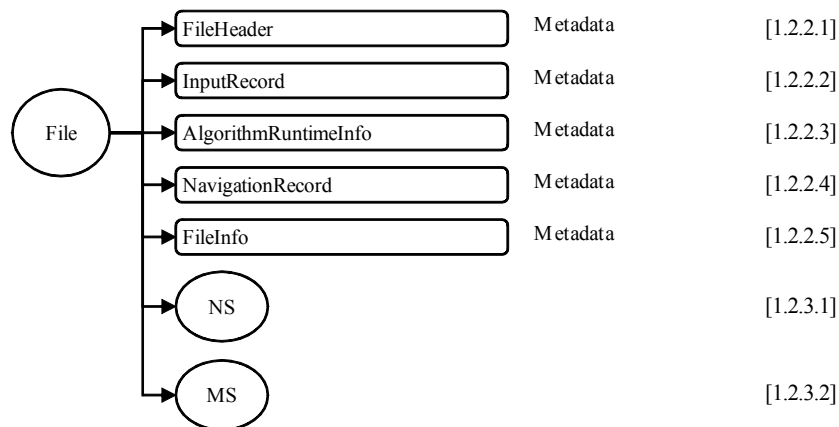 FileHeader Metadata [1.2.2.1]
InputRecord Metadata [1.2.2.2]
File
AlgorithmRuntimeInfo Metadata [1.2.2.3]
NavigationRecord Metadata [1.2.2.4]
FileInfo Metadata [1.2.2.5]
NS [1.2.3.1]
MS [1.2.3.2]